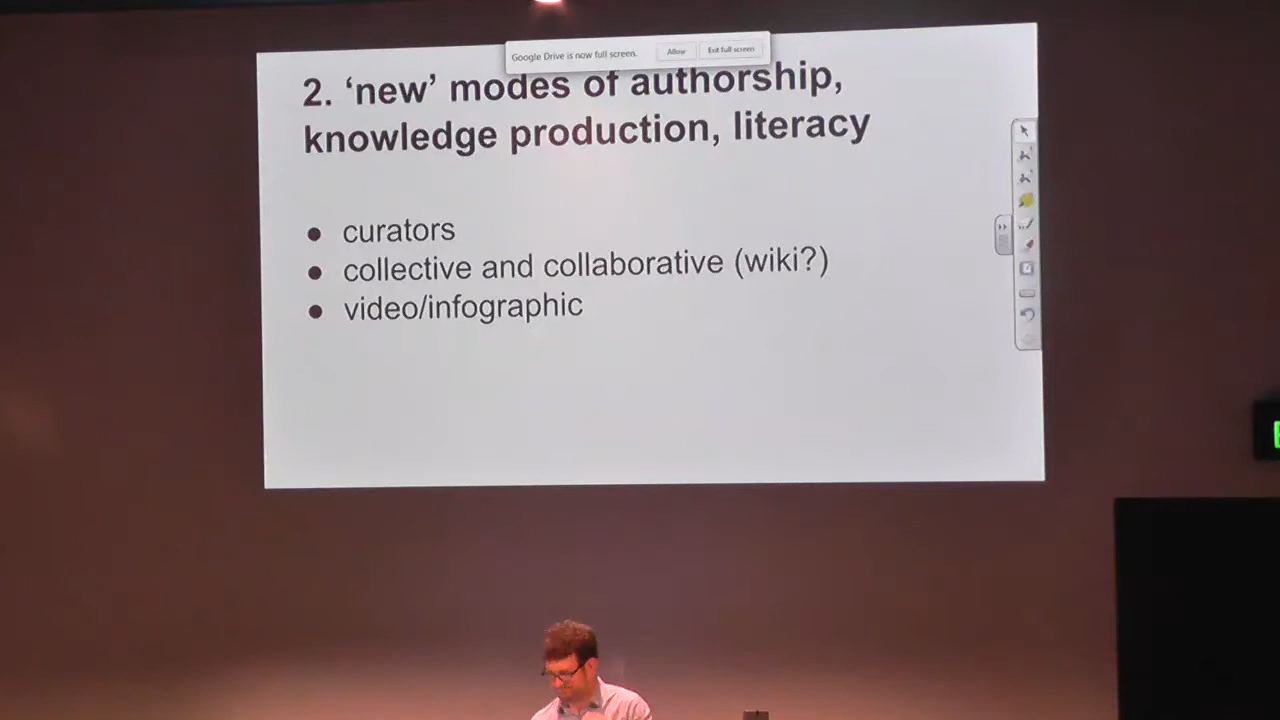 Google Drive is now full screen. Allow Exit full screen
2. ‘new’ modes of authorship,
knowledge production, literacy
● curators
● collective and collaborative (wiki?)
● video/infographic